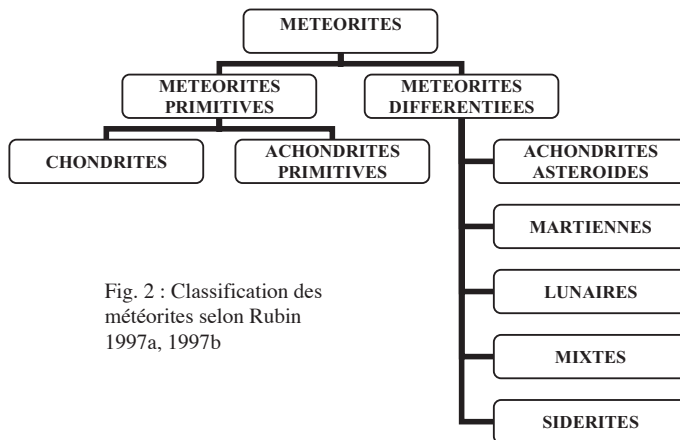 METEORITES
METEORITES
PRIMITIVES
METEORITES
DIFFERENTIEES
CHONDRITES
ACHONDRITES
PRIMITIVES
ACHONDRITES
ASTEROIDES
MARTIENNES
LUNAIRES
MIXTES
SIDERITES
Fig. 2 : Classification des
météorites selon Rubin
1997a, 1997b